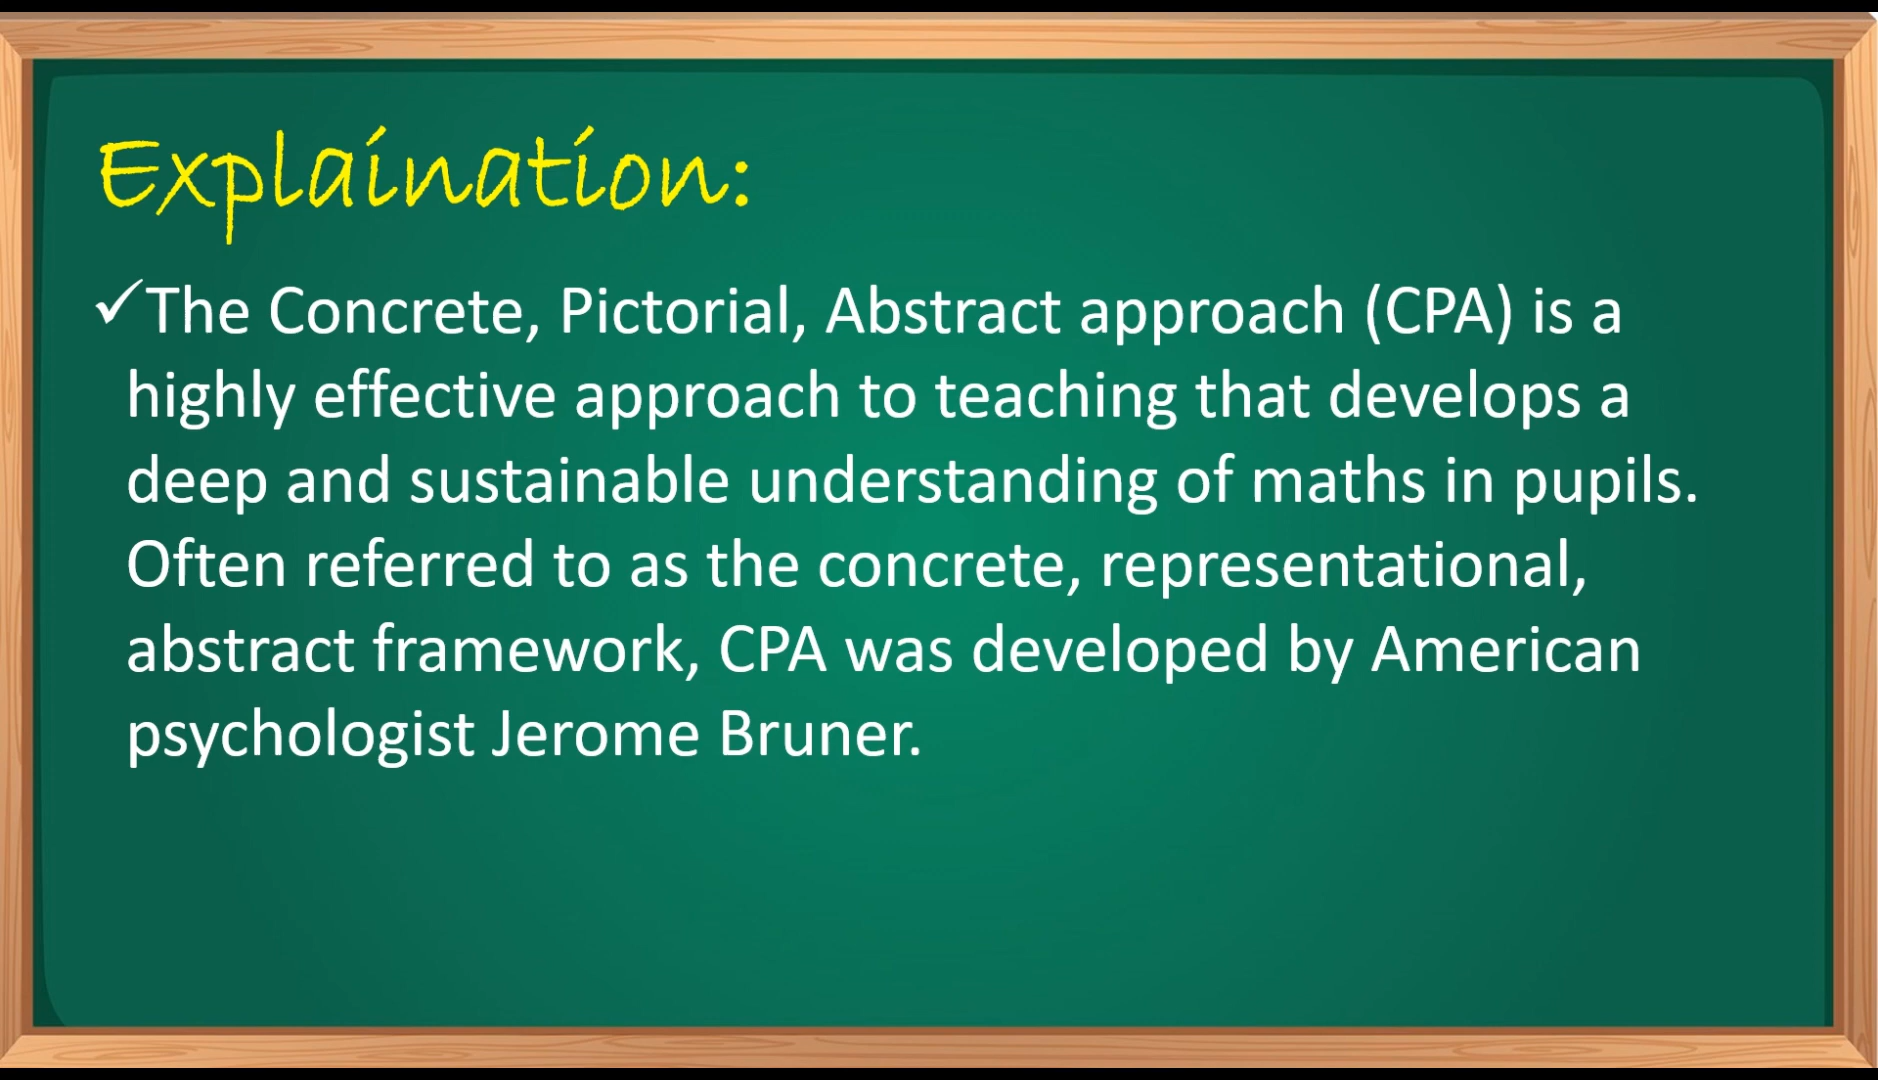 Explaination:
✓The Concrete, Pictorial, Abstract approach (CPA) is a
highly effective approach to teaching that develops a
deep and sustainable understanding of maths in pupils.
Often referred to as the concrete, representational,
abstract framework, CPA was developed by American
psychologist Jerome Bruner.